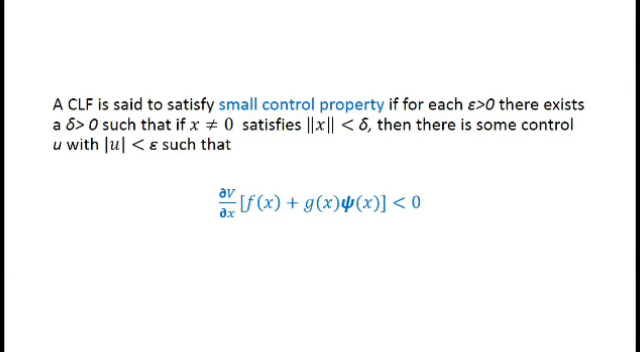 A CLF is said to satisfy small control property if for each ε>0 there exists
a δ> 0 such that if x ≠ 0 satisfies ||x|| < δ, then there is some control
u with |u| < ε such that
∂V/∂x [f(x) + g(x)ψ(x)] < 0